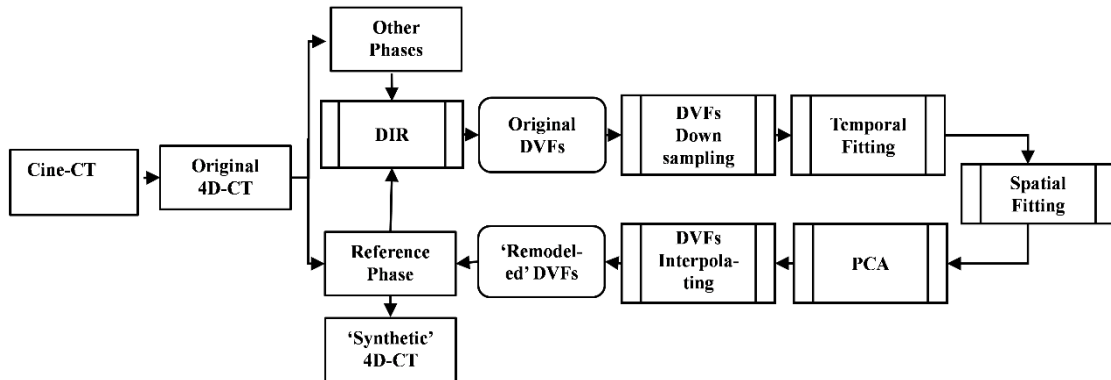 Other
Phases
DIR
Original
DVFs
DVFs
Down
sampling
Temporal
Fitting
Cine-CT
Original
4D-CT
Spatial
Fitting
Reference
Phase
‘Remodel-
ed’ DVFs
DVFs
Interpola-
ting
PCA
‘Synthetic’
4D-CT